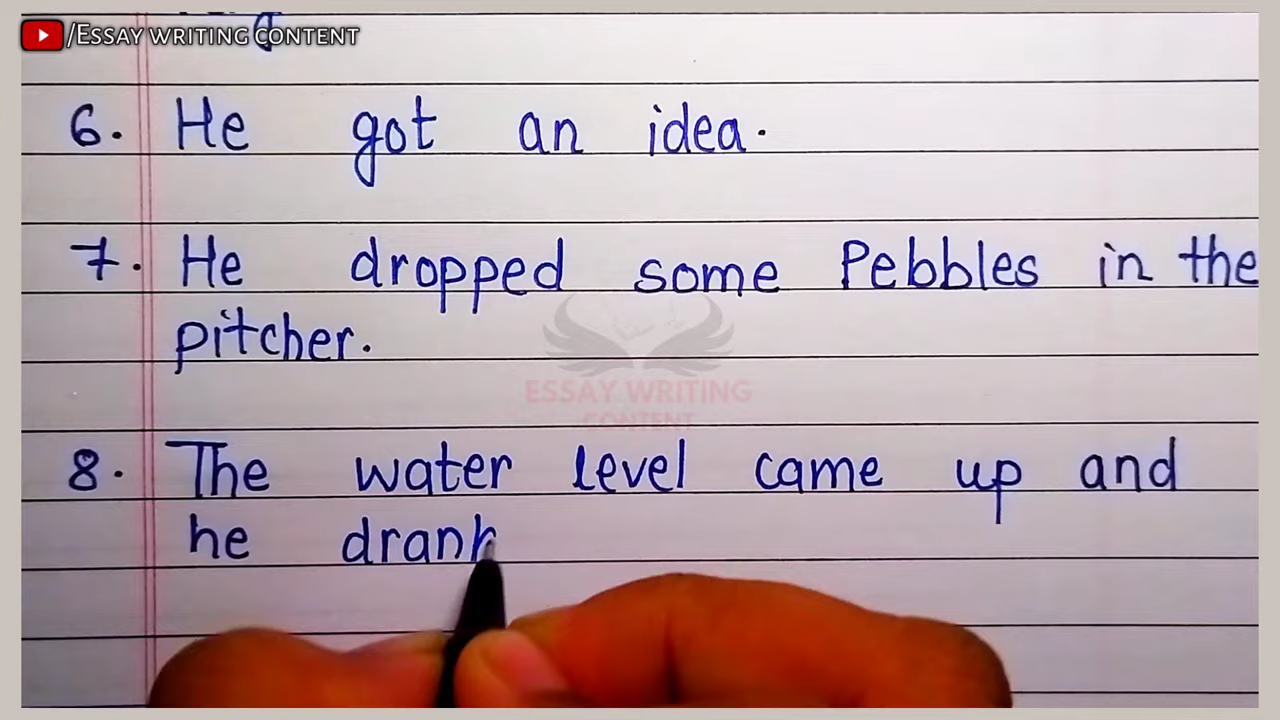 /ESSAY WRITING CONTENT
6. He got an idea.
7. He dropped some Pebbles in the
pitcher.
ESSAY WRITING
CONTENT
8. The water level came up and
he drank